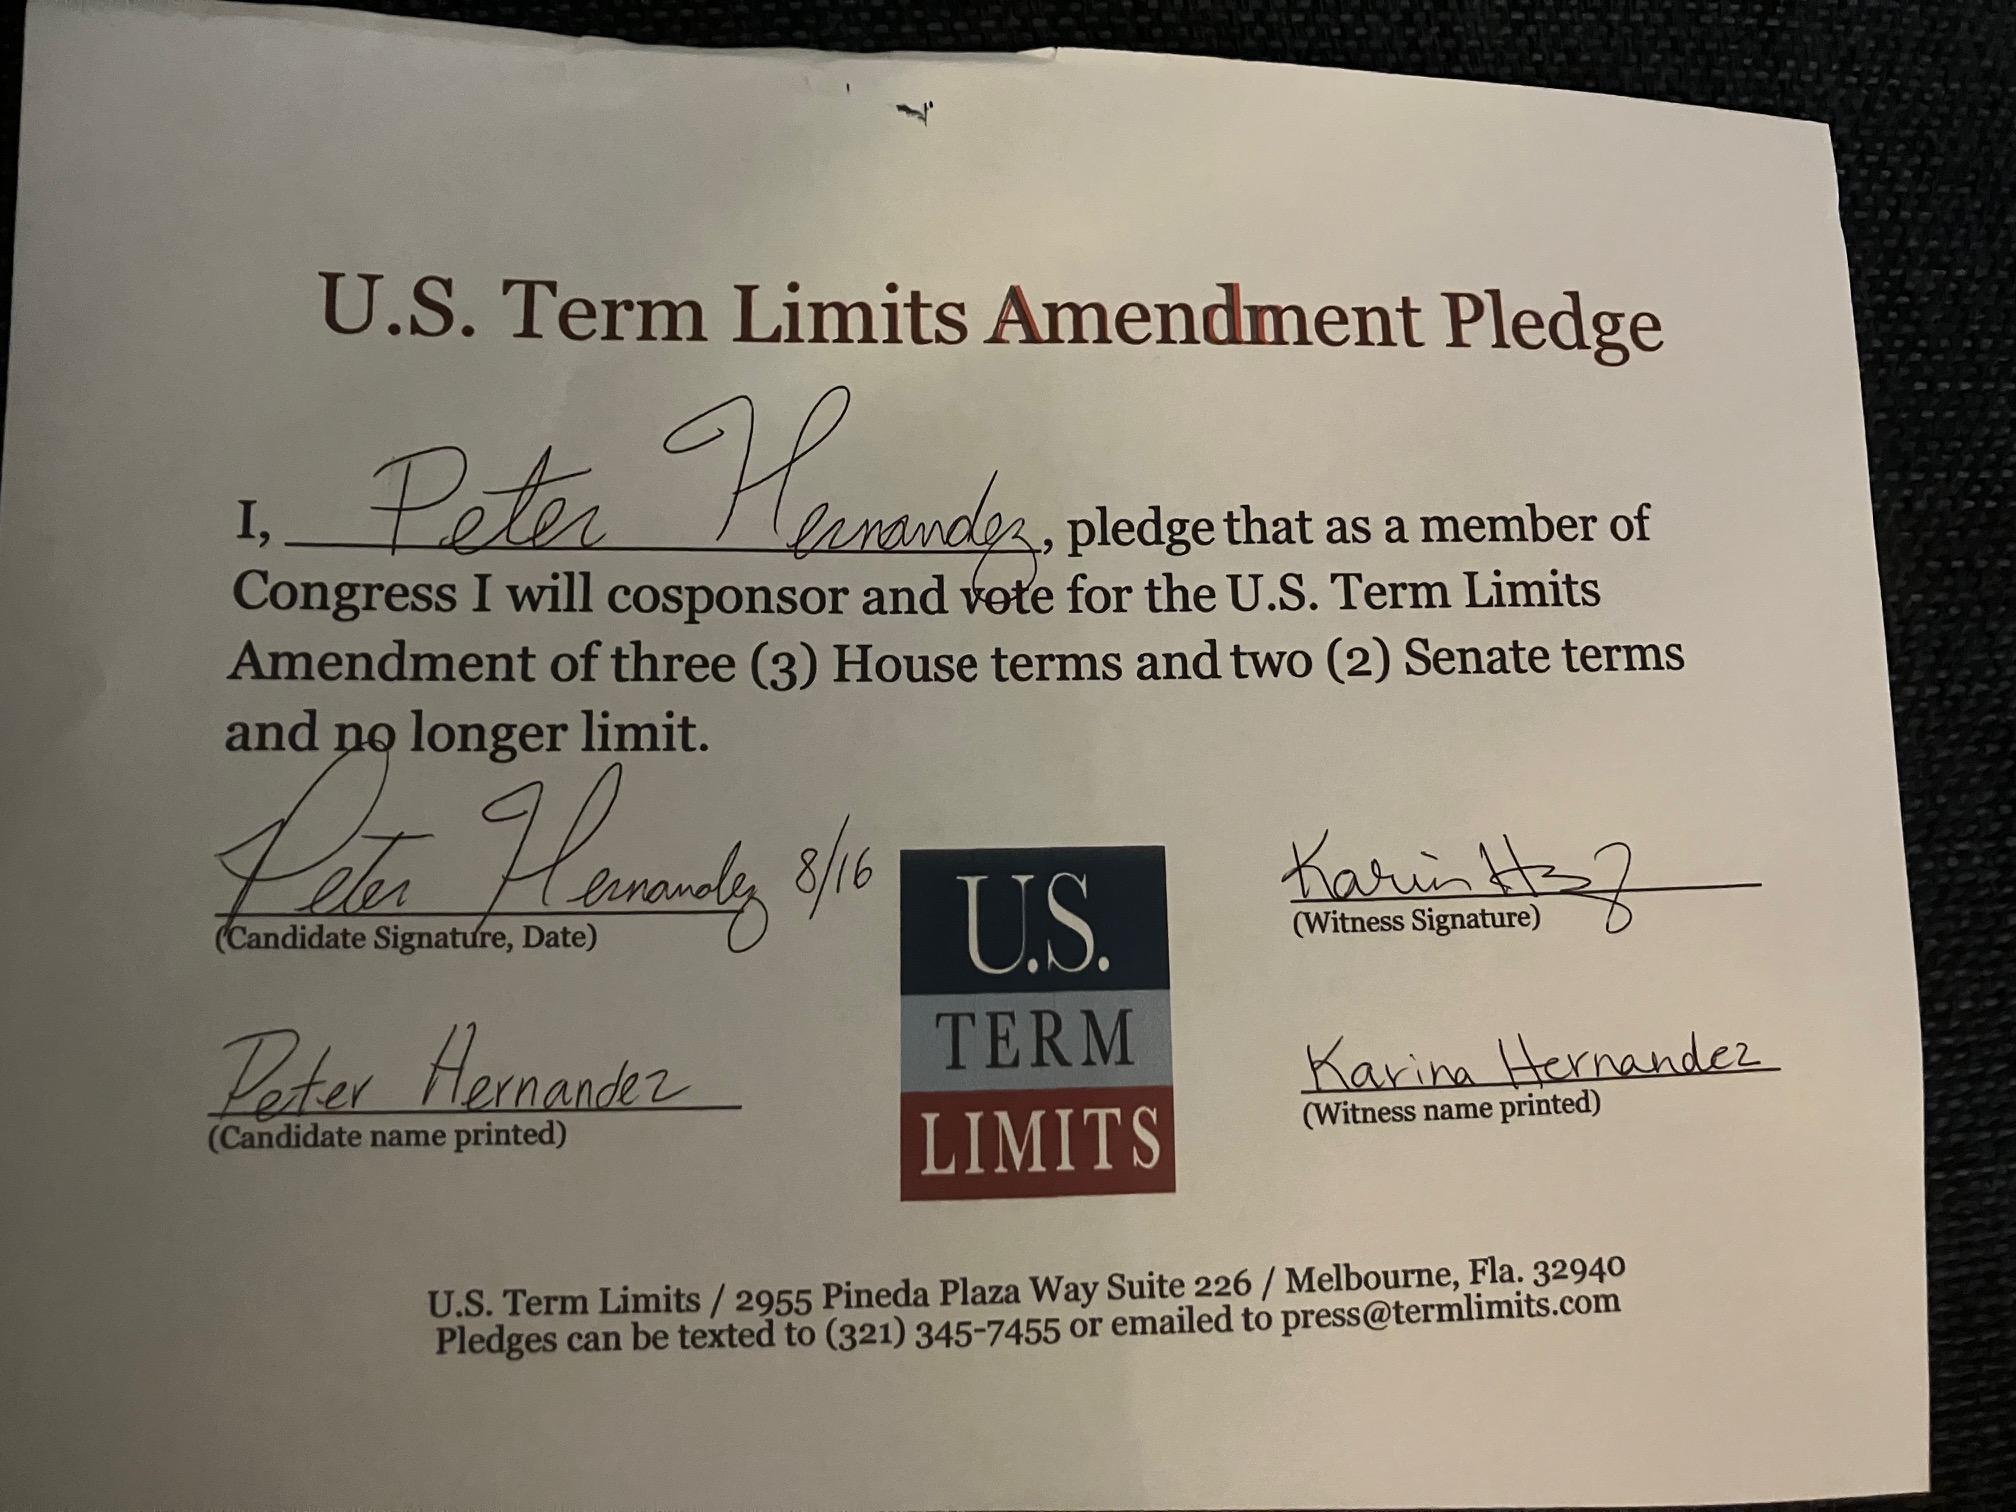 U.S. Term Limits Amendment Pledge
I, Peter Hernandez, pledge that as a member of
Congress I will cosponsor and vote for the U.S. Term Limits
Amendment of three (3) House terms and two (2) Senate terms
and no longer limit.
Peter Hernandez 8/16
(Candidate Signature, Date)
Peter Hernandez
(Candidate name printed)
U.S.
TERM
LIMITS
(Witness Signature)
Karina Hernandez
(Witness name printed)
U.S. Term Limits / 2955 Pineda Plaza Way Suite 226 / Melbourne, Fla. 32940
Pledges can be texted to (321) 345-7455 or emailed to press@termlimits.com